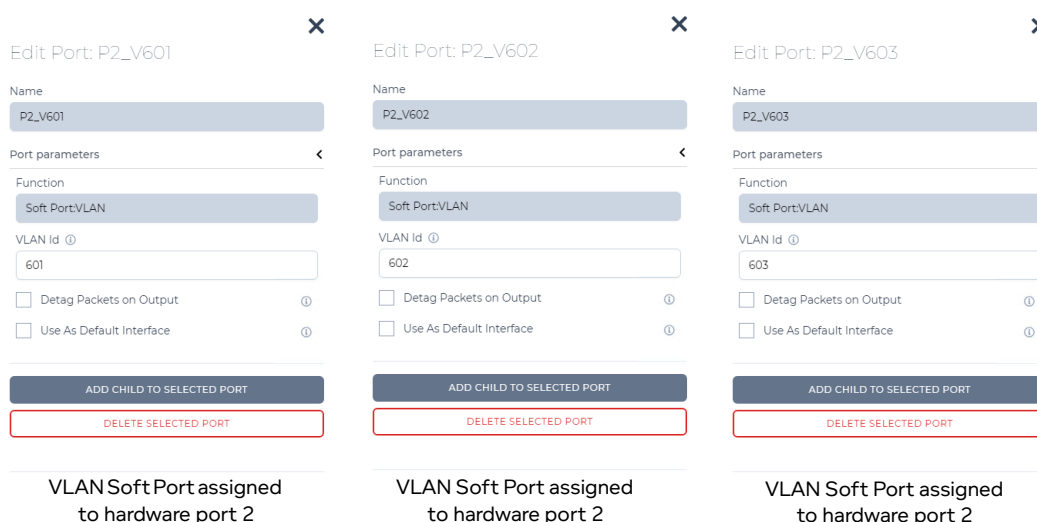 Edit Port: P2_V601
Name
P2_V601
Port parameters
Function
Soft Port:VLAN
VLAN Id
601
Detag Packets on Output
Use As Default Interface
ADD CHILD TO SELECTED PORT
DELETE SELECTED PORT
VLAN Soft Port assigned
to hardware port 2
Edit Port: P2_V602
Name
P2_V602
Port parameters
Function
Soft Port:VLAN
VLAN Id
602
Detag Packets on Output
Use As Default Interface
ADD CHILD TO SELECTED PORT
DELETE SELECTED PORT
VLAN Soft Port assigned
to hardware port 2
Edit Port: P2_V603
Name
P2_V603
Port parameters
Function
Soft Port:VLAN
VLAN Id
603
Detag Packets on Output
Use As Default Interface
ADD CHILD TO SELECTED PORT
DELETE SELECTED PORT
VLAN Soft Port assigned
to hardware port 2